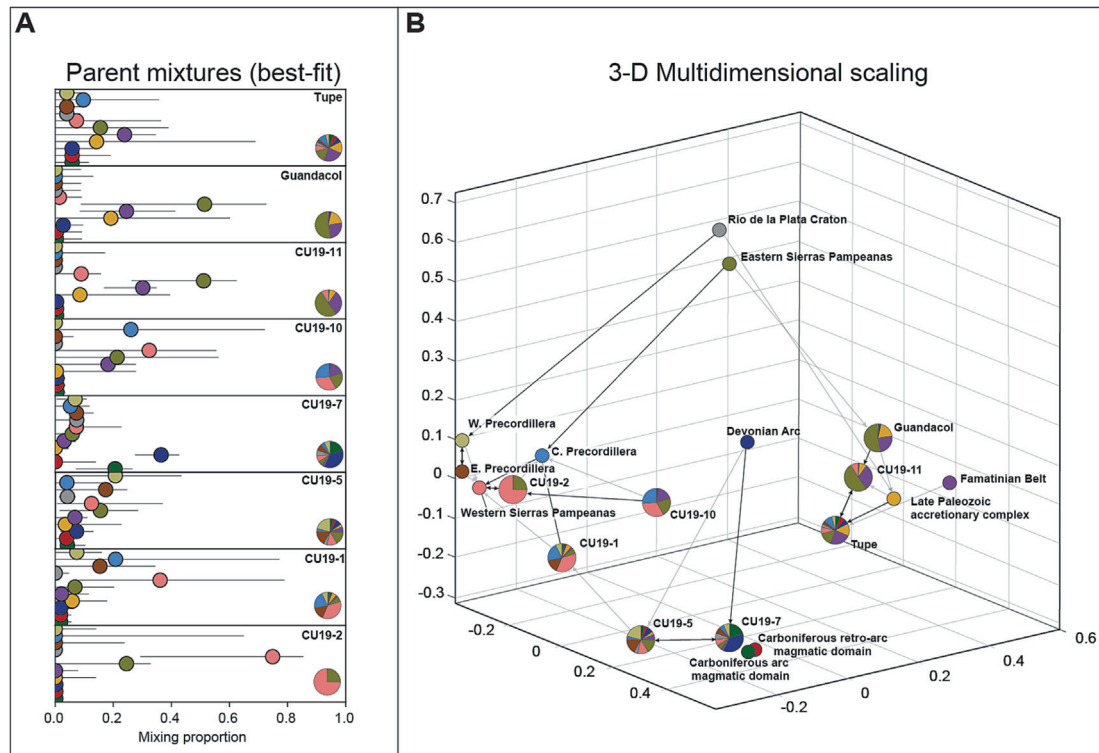 A
Parent mixtures (best-fit)
Tupe
Guandacol
CU19-11
CU19-10
CU19-7
CU19-5
CU19-1
CU19-2
0.0 0.2 0.4 0.6 0.8 1.0
Mixing proportion
B
3-D Multidimensional scaling
0.7
0.6
0.5
0.4
0.3
0.2
0.1
0
-0.1
-0.2
-0.3
Rio de la Plata Craton
Eastern Sierras Pampeanas
W. Precordillera
C. Precordillera
Devonian Arc
Guandacol
E. Precordillera
CU19-2
CU19-11
Famatinian Belt
Western Sierras Pampeanas
CU19-10
Late Paleozoic
accretionary complex
CU19-1
Tupe
CU19-5
CU19-7
Carboniferous retro-arc
magmatic domain
Carboniferous arc
magmatic domain
-0.2
0
0.2
0.4
-0.2
0
0.2
0.4
0.6